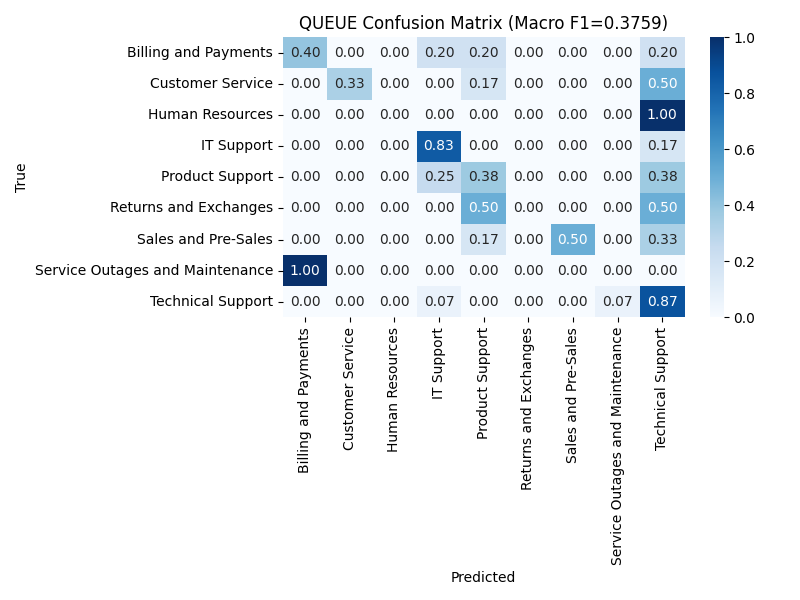 QUEUE Confusion Matrix (Macro F1=0.3759)
True
Billing and Payments 0.40 0.00 0.00 0.20 0.20 0.00 0.00 0.00 0.20
Customer Service 0.00 0.33 0.00 0.00 0.17 0.00 0.00 0.00 0.50
Human Resources 0.00 0.00 0.00 0.00 0.00 0.00 0.00 0.00 1.00
IT Support 0.00 0.00 0.00 0.83 0.00 0.00 0.00 0.00 0.17
Product Support 0.00 0.00 0.00 0.25 0.38 0.00 0.00 0.00 0.38
Returns and Exchanges 0.00 0.00 0.00 0.00 0.50 0.00 0.00 0.00 0.50
Sales and Pre-Sales 0.00 0.00 0.00 0.00 0.17 0.00 0.50 0.00 0.33
Service Outages and Maintenance 1.00 0.00 0.00 0.00 0.00 0.00 0.00 0.00 0.00
Technical Support 0.00 0.00 0.00 0.07 0.00 0.00 0.00 0.07 0.87
Billing and Payments
Customer Service
Human Resources
IT Support
Product Support
Returns and Exchanges
Sales and Pre-Sales
Service Outages and Maintenance
Technical Support
Predicted
1.0
0.8
0.6
0.4
0.2
0.0